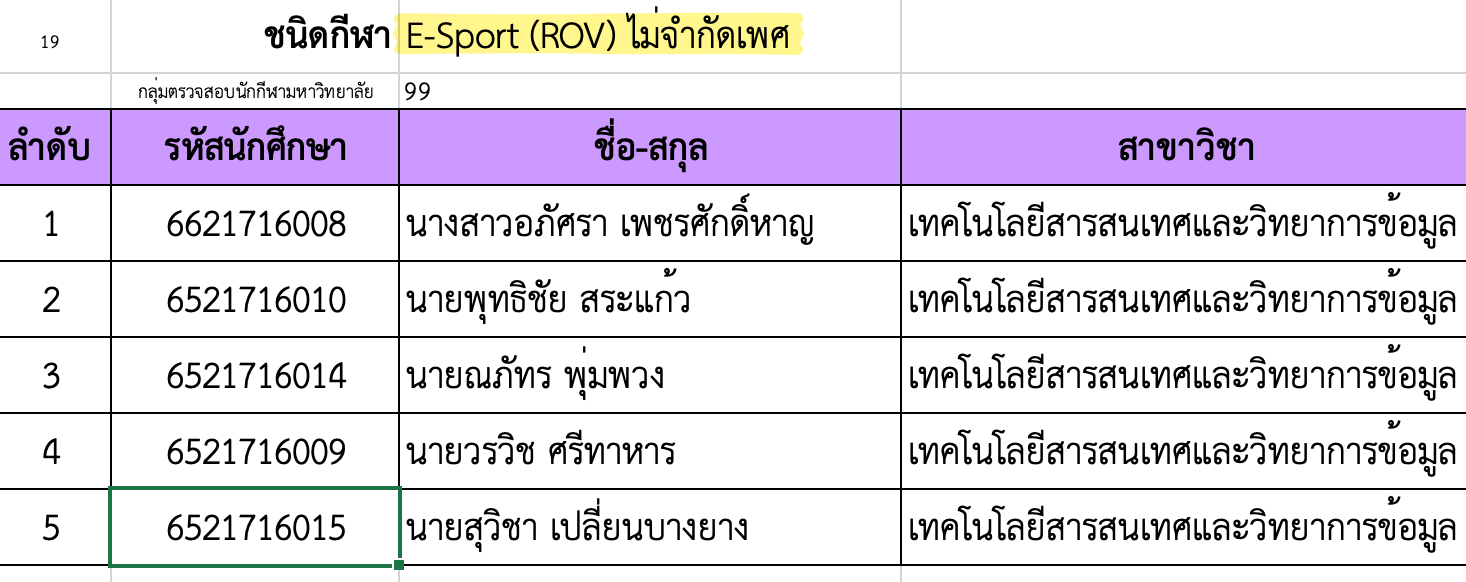 19 ชนิดกีฬา E-Sport (ROV) ไม่จำกัดเพศ
กลุ่มตรวจสอบนักกีฬามหาวิทยาลัย 99
ลำดับ รหัสนักศึกษา ชื่อ-สกุล สาขาวิชา
1 6621716008 นางสาวอภัศรา เพชรศักดิ์หาญ เทคโนโลยีสารสนเทศและวิทยาการข้อมูล
2 6521716010 นายพุทธิชัย สระแก้ว เทคโนโลยีสารสนเทศและวิทยาการข้อมูล
3 6521716014 นายณภัทร พุ่มพวง เทคโนโลยีสารสนเทศและวิทยาการข้อมูล
4 6521716009 นายวรวิช ศรีทาหาร เทคโนโลยีสารสนเทศและวิทยาการข้อมูล
5 6521716015 นายสุวิชา เปลี่ยนบางยาง เทคโนโลยีสารสนเทศและวิทยาการข้อมูล